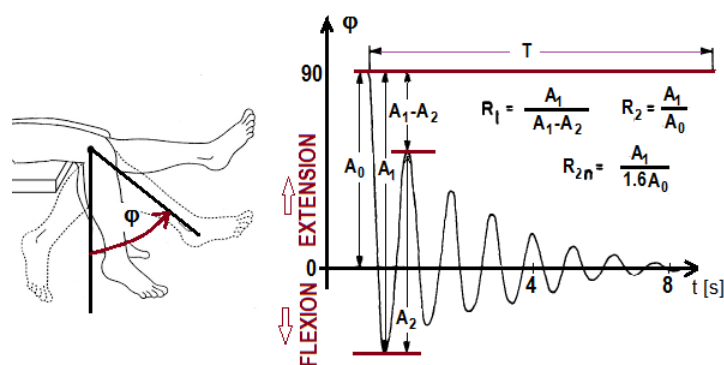 φ
T
90
A₁-A₂
R₁ = A₁ / A₁-A₂
R₂ = A₁ / A₀
R₂ₙ = A₁ / 1.6A₀
A₀
A₁
φ
EXTENSION
0
4
8
t [s]
FLEXION
A₂